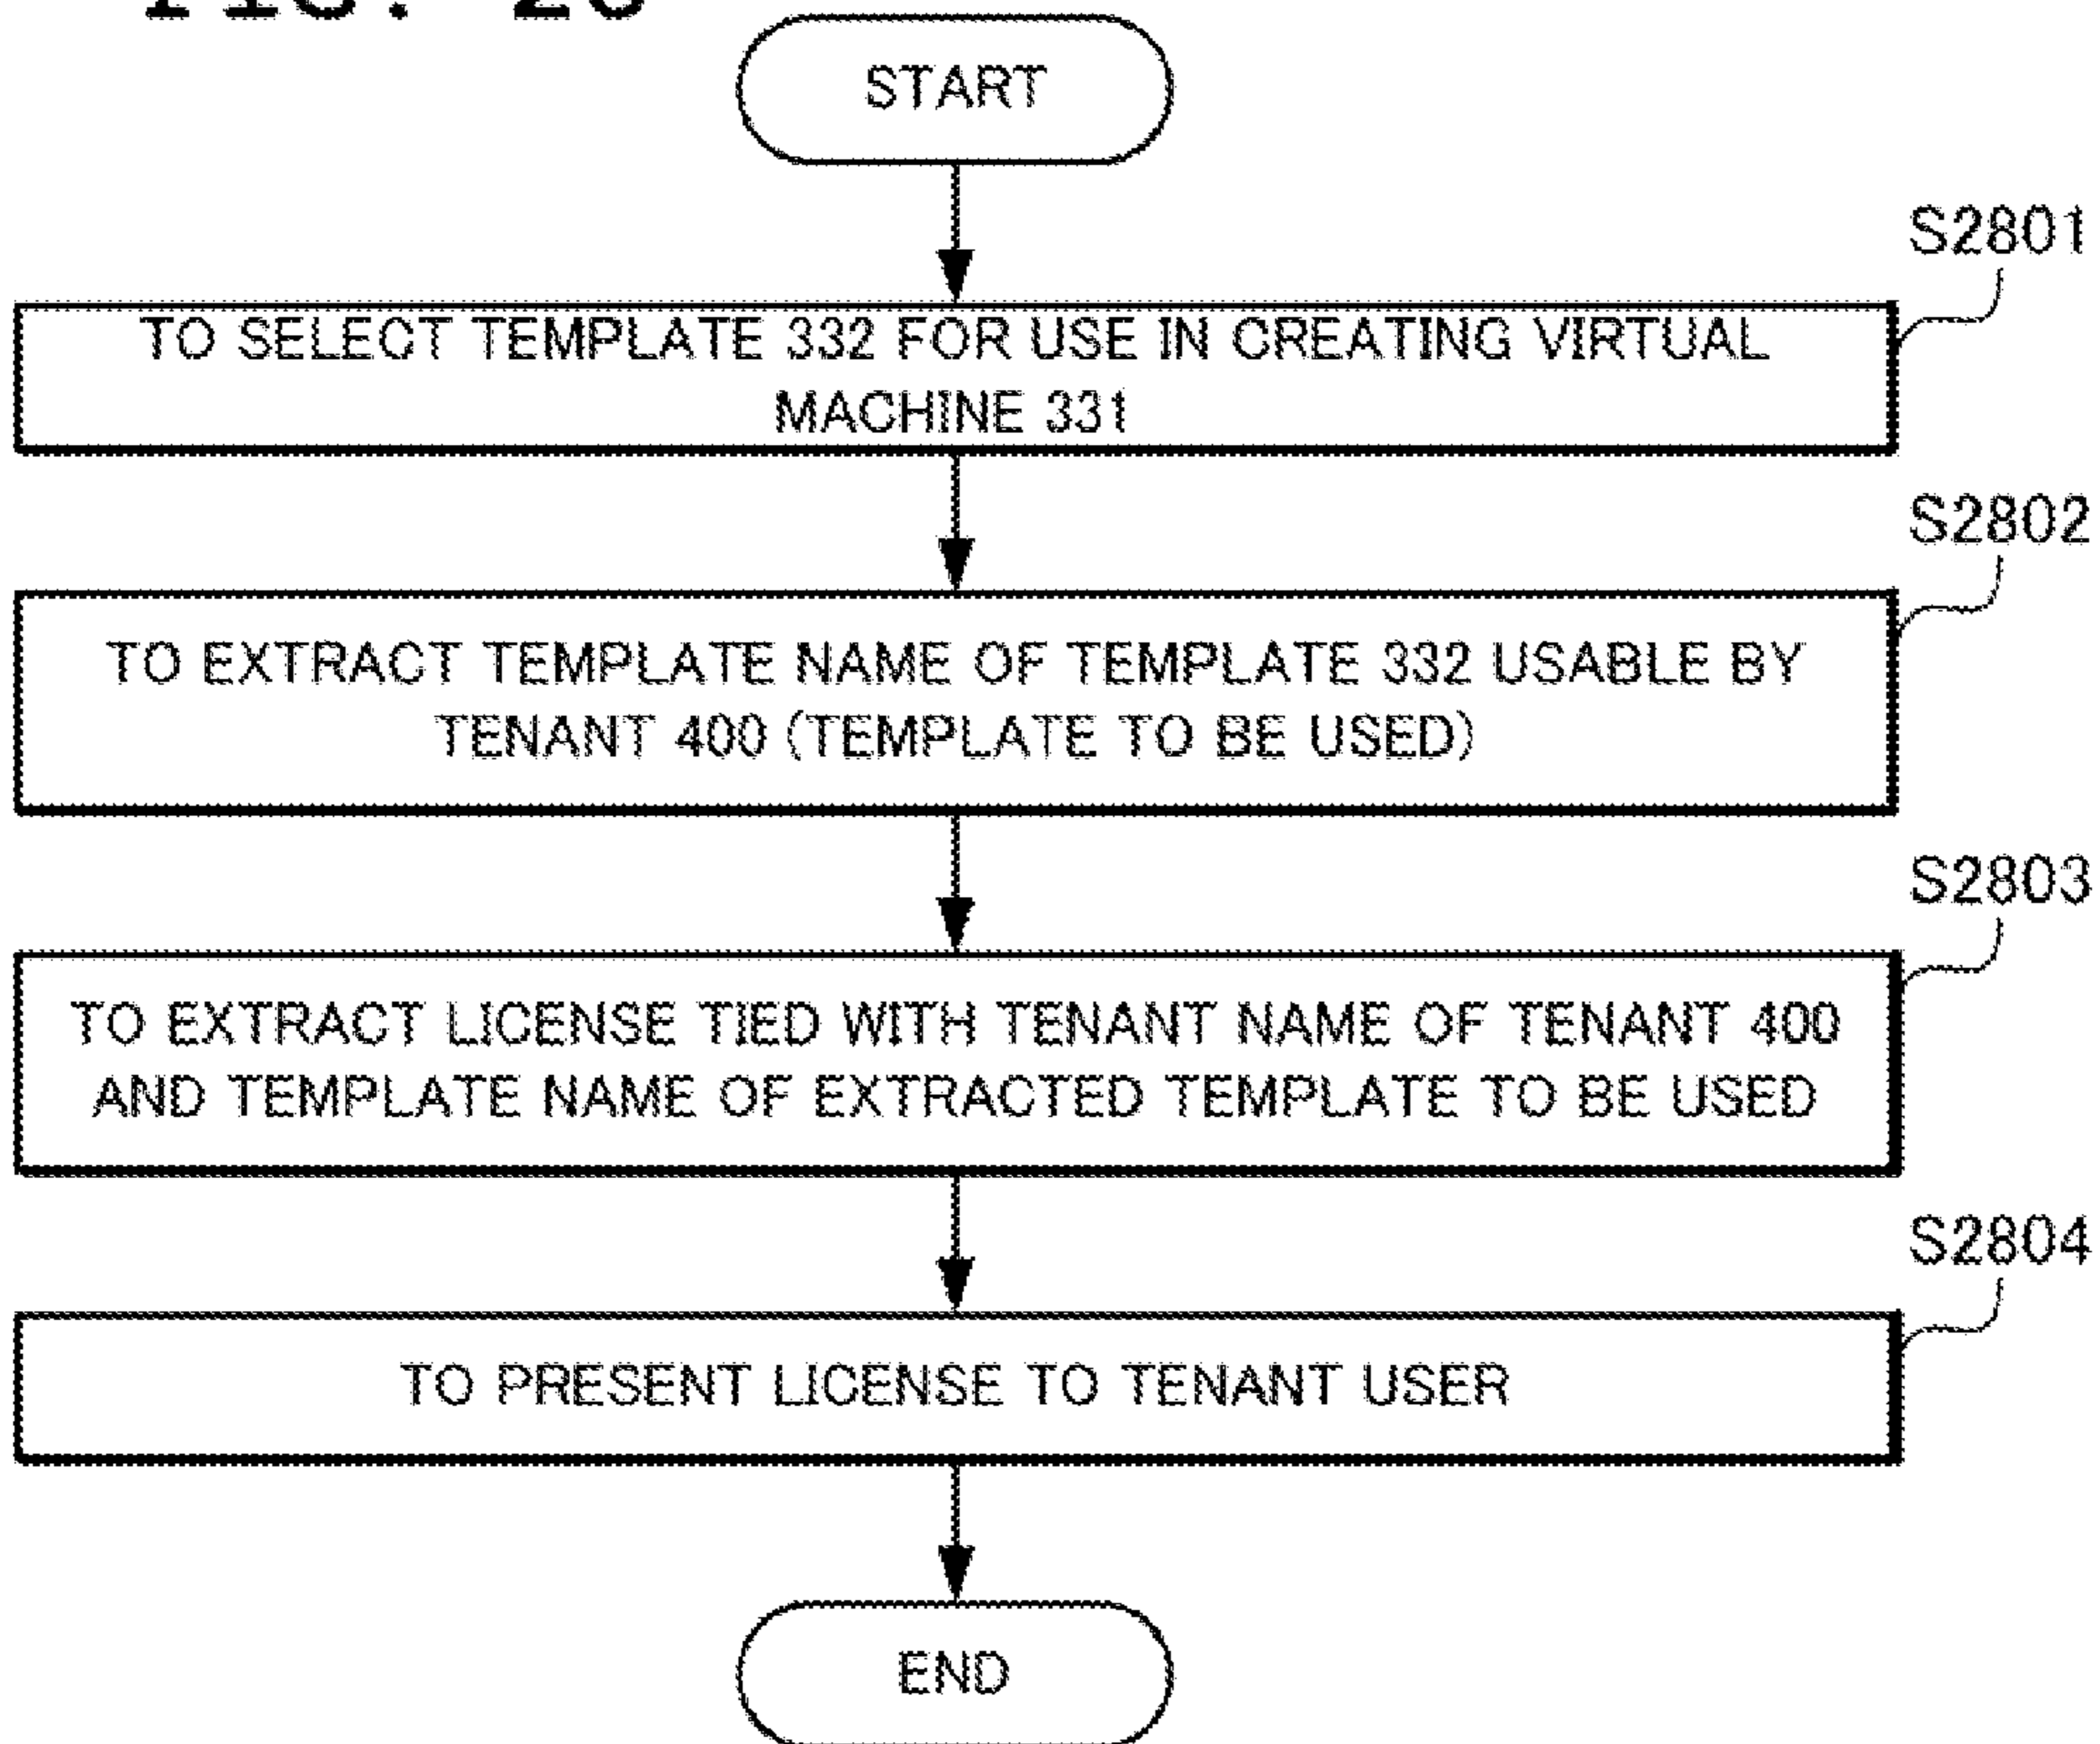 START
S2801
TO SELECT TEMPLATE 332 FOR USE IN CREATING VIRTUAL
MACHINE 331
S2802
TO EXTRACT TEMPLATE NAME OF TEMPLATE 332 USABLE BY
TENANT 400 (TEMPLATE TO BE USED)
S2803
TO EXTRACT LICENSE TIED WITH TENANT NAME OF TENANT 400
AND TEMPLATE NAME OF EXTRACTED TEMPLATE TO BE USED
S2804
TO PRESENT LICENSE TO TENANT USER
END